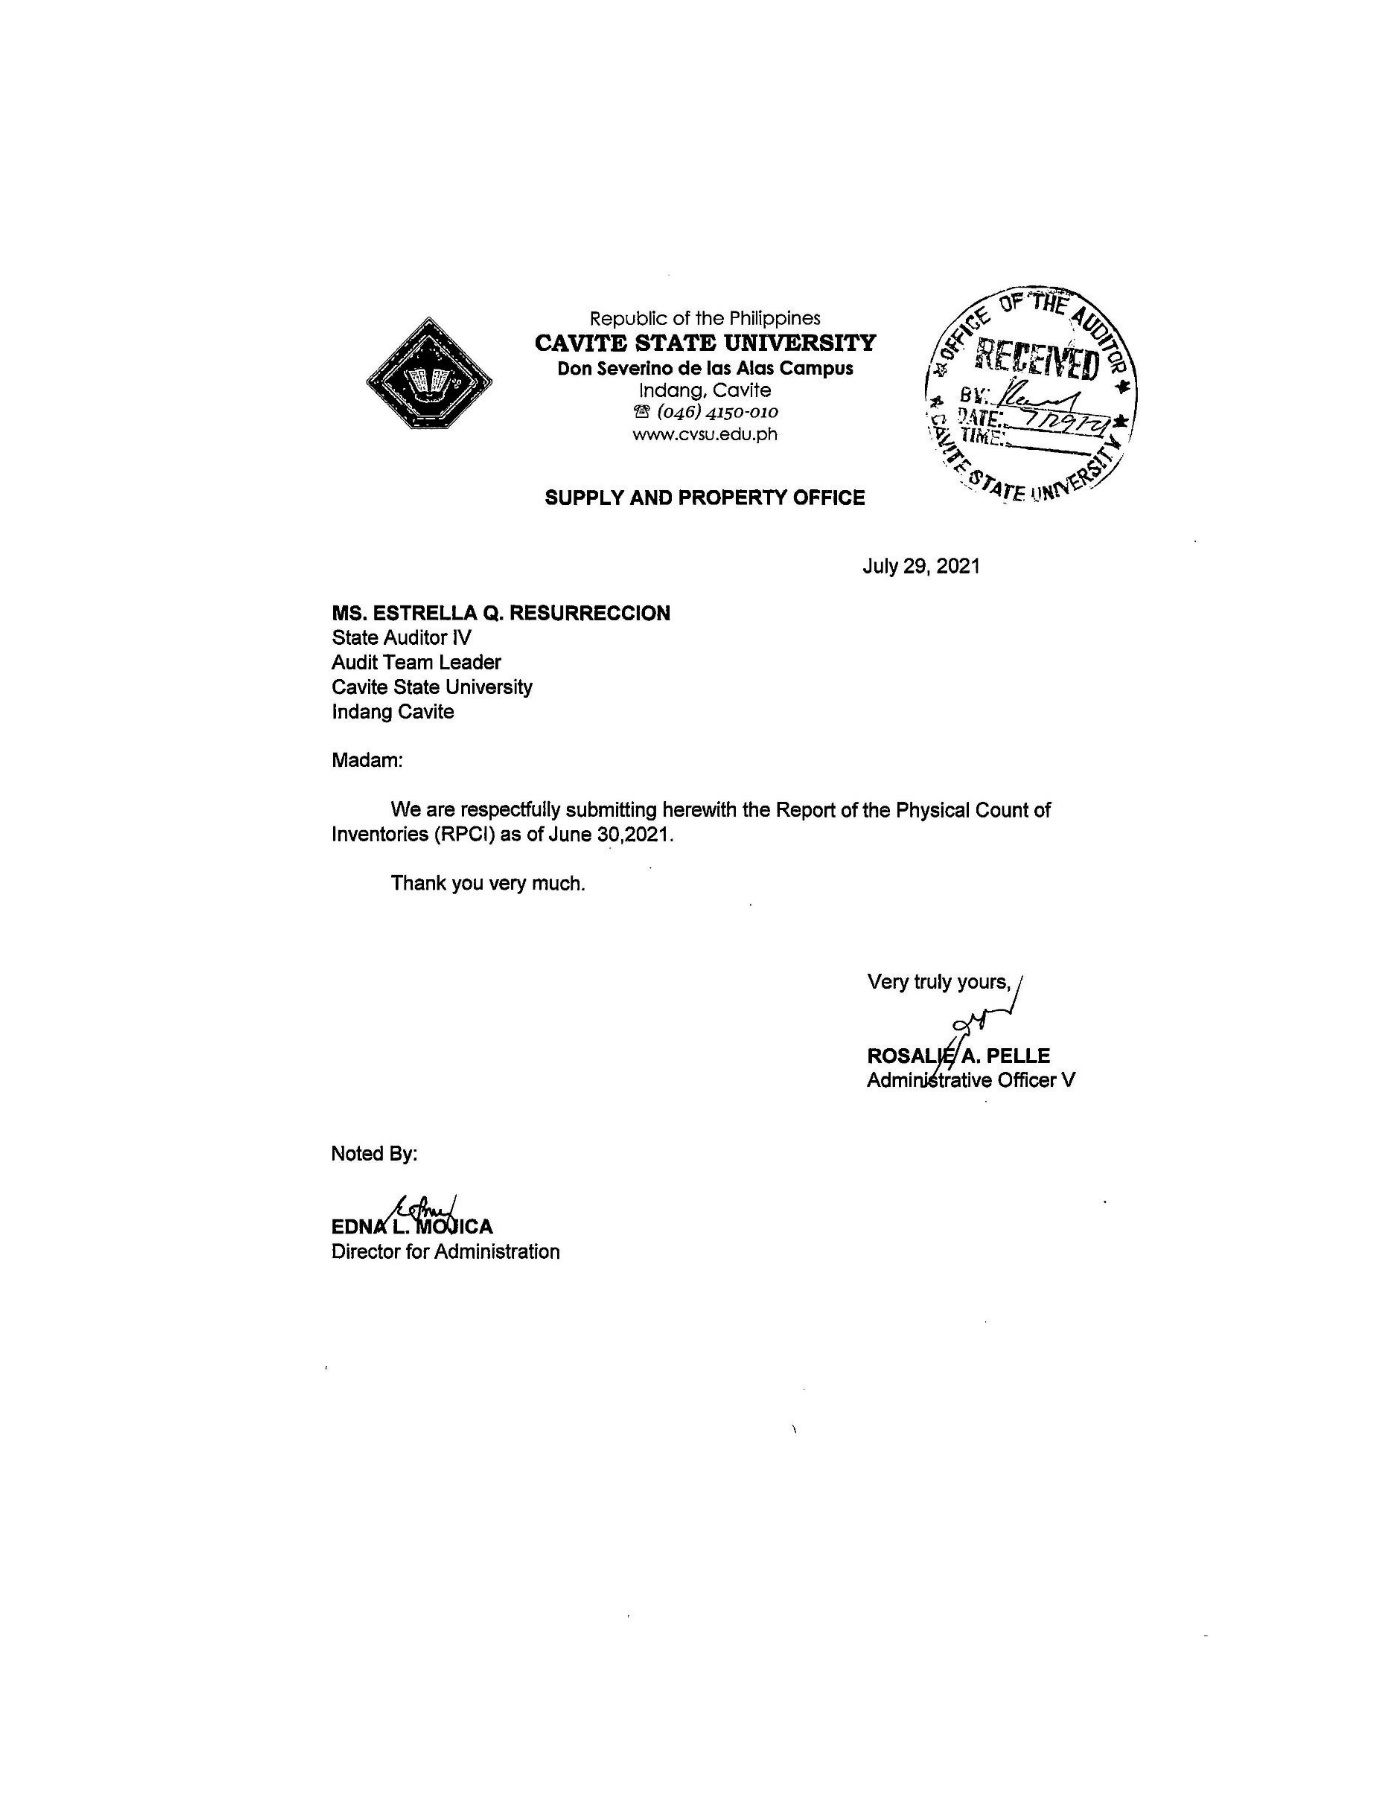 Republic of the Philippines
CAVITE STATE UNIVERSITY
Don Severino de las Alas Campus
Indang, Cavite
☎ (046) 4150-010
www.cvsu.edu.ph
OFFICE OF THE AUDITOR
RECEIVED
BY:
DATE: 7/29/21
TIME:
CAVITE STATE UNIVERSITY
SUPPLY AND PROPERTY OFFICE
July 29, 2021
MS. ESTRELLA Q. RESURRECCION
State Auditor IV
Audit Team Leader
Cavite State University
Indang Cavite
Madam:
We are respectfully submitting herewith the Report of the Physical Count of
Inventories (RPCI) as of June 30,2021.
Thank you very much.
Very truly yours,
ROSALIE A. PELLE
Administrative Officer V
Noted By:
EDNA L. MOJICA
Director for Administration